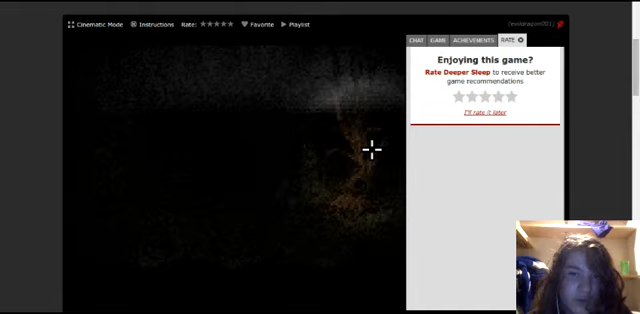 Cinematic Mode Instructions Rate: Favorite Playlist
CHAT GAME ACHIEVEMENTS RATE
Enjoying this game?
Rate Deeper Sleep to receive better
game recommendations
I'll rate it later